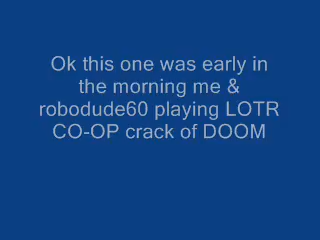 Ok this one was early in
the morning me &
robodude60 playing LOTR
CO-OP crack of DOOM